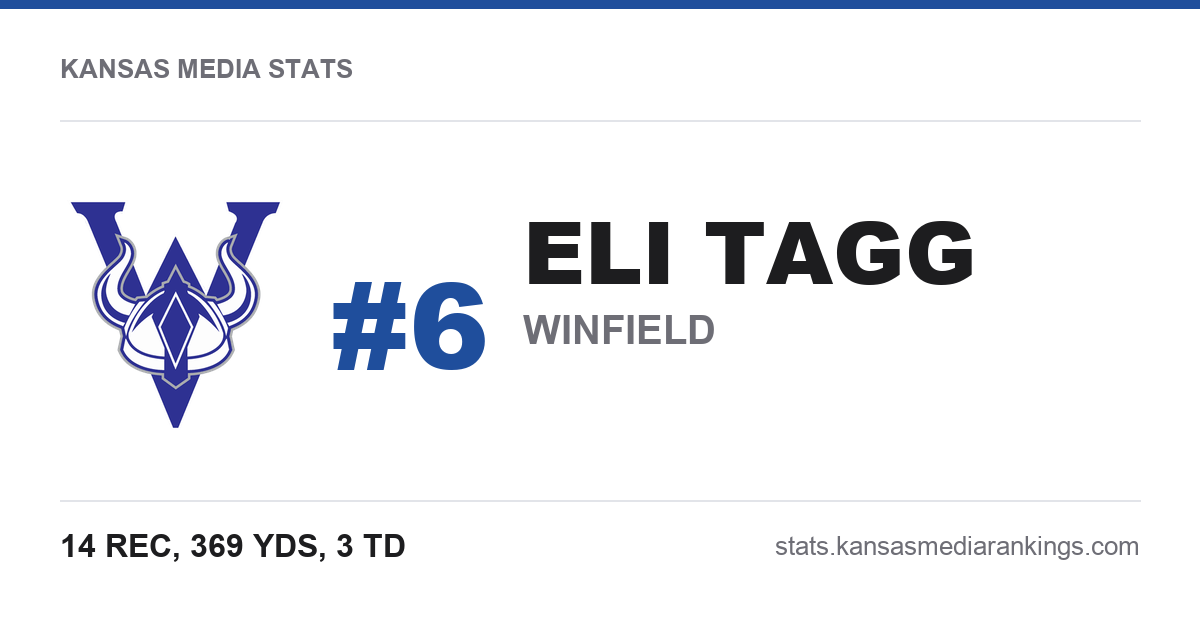 KANSAS MEDIA STATS
#6
ELI TAGG
WINFIELD
14 REC, 369 YDS, 3 TD
stats.kansasmediarankings.com